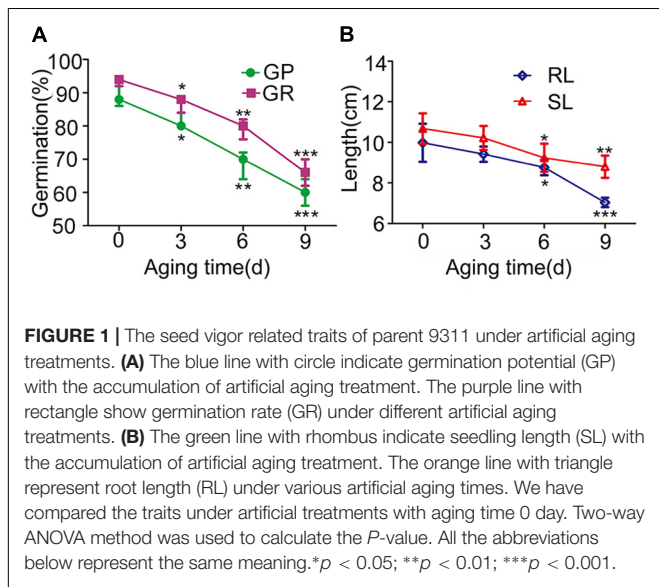 A
B
Germination(%)
100
90
80
70
60
50
0 3 6 9
Aging time(d)
GP
GR
*
**
***
*
**
***
Length(cm)
14
12
10
8
6
0 3 6 9
Aging time(d)
RL
SL
*
**
*
***
FIGURE 1 | The seed vigor related traits of parent 9311 under artificial aging
treatments. (A) The blue line with circle indicate germination potential (GP)
with the accumulation of artificial aging treatment. The purple line with
rectangle show germination rate (GR) under different artificial aging
treatments. (B) The green line with rhombus indicate seedling length (SL) with
the accumulation of artificial aging treatment. The orange line with triangle
represent root length (RL) under various artificial aging times. We have
compared the traits under artificial treatments with aging time 0 day. Two-way
ANOVA method was used to calculate the P-value. All the abbreviations
below represent the same meaning.*p < 0.05; **p < 0.01; ***p < 0.001.